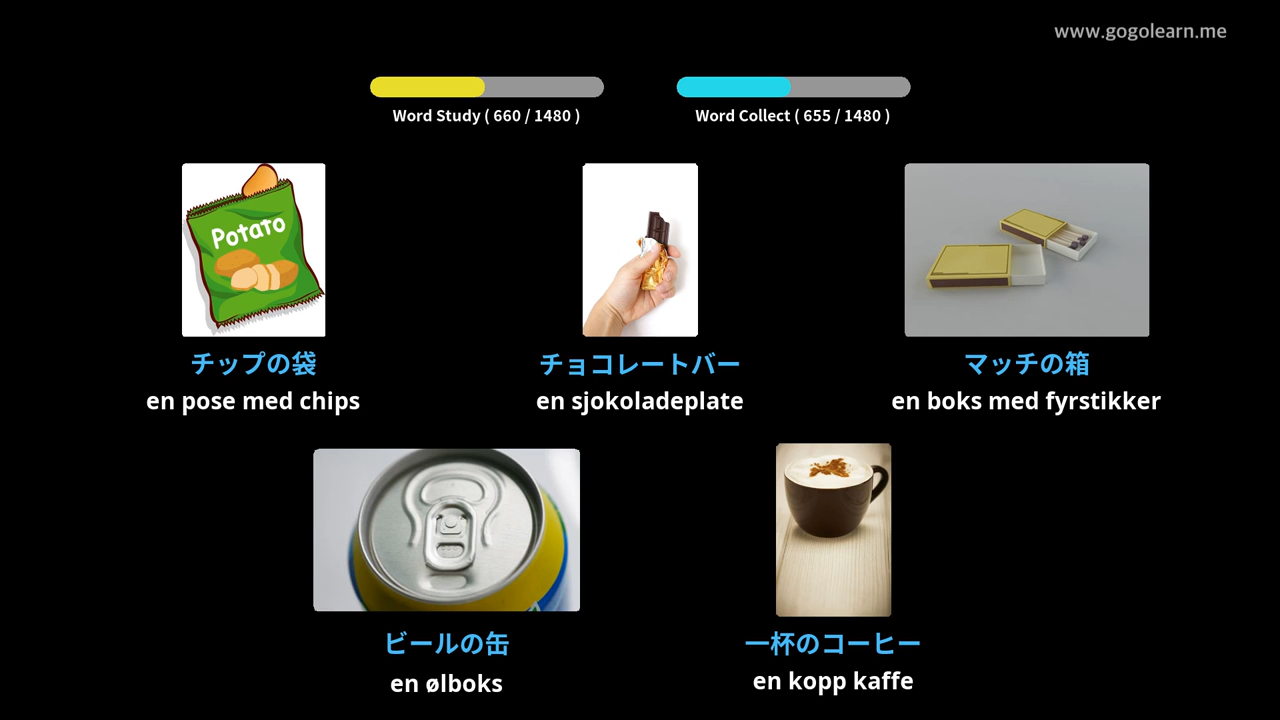 www.gogolearn.me
Word Study ( 660 / 1480 )
Word Collect ( 655 / 1480 )
Potato
チップの袋
チョコレートバー
マッチの箱
en pose med chips
en sjokoladeplate
en boks med fyrstikker
ビールの缶
一杯のコーヒー
en ølboks
en kopp kaffe